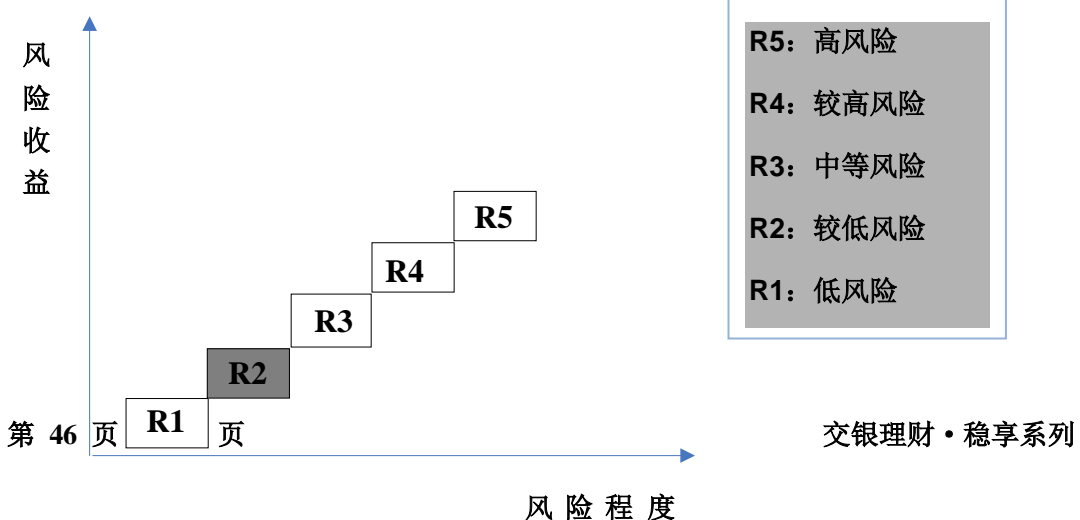 风
险
收
益
R5：高风险
R4：较高风险
R3：中等风险
R2：较低风险
R1：低风险
R5
R4
R3
R2
R1
第 46 页 页
交银理财·稳享系列
风险程度